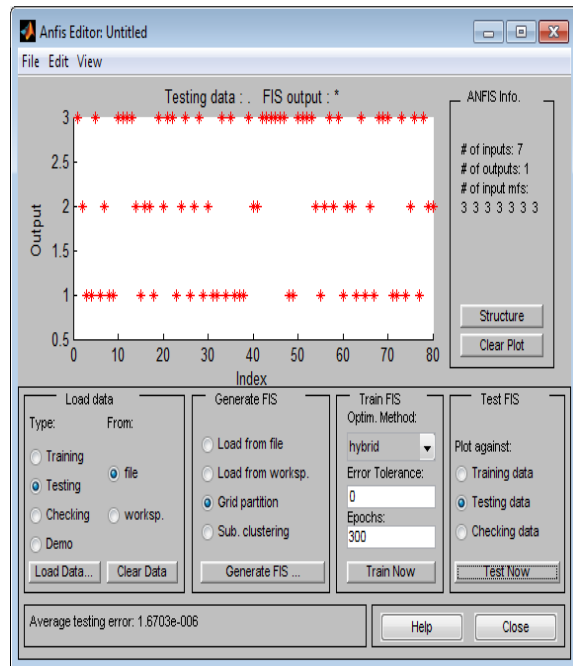 Anfis Editor: Untitled
File Edit View
Testing data : . FIS output : *
3
2.5
2
1.5
1
0.5
Output
0 10 20 30 40 50 60 70 80
Index
ANFIS Info.
# of inputs: 7
# of outputs: 1
# of input mfs:
3 3 3 3 3 3 3
Structure
Clear Plot
Load data
Type: From:
Training
file
Testing
Checking
worksp.
Demo
Load Data... Clear Data
Generate FIS
Load from file
Load from worksp.
Grid partition
Sub. clustering
Generate FIS ...
Train FIS
Optim. Method:
hybrid
Error Tolerance:
0
Epochs:
300
Train Now
Test FIS
Plot against:
Training data
Testing data
Checking data
Test Now
Average testing error: 1.6703e-006
Help Close